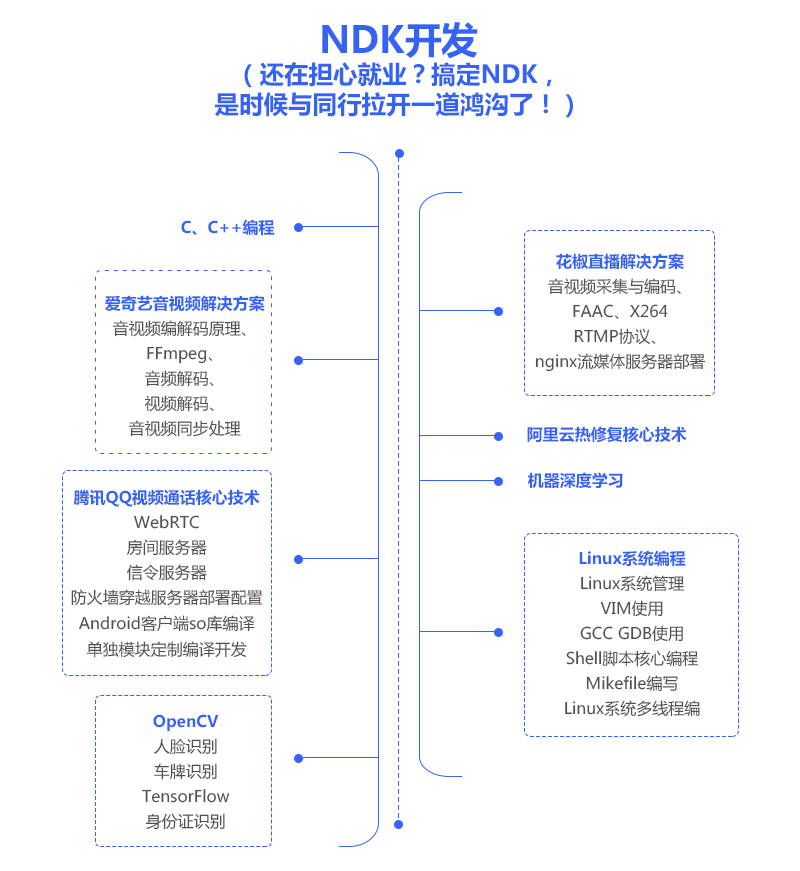 NDK开发
（还在担心就业？搞定NDK，
是时候与同行拉开一道鸿沟了！）
C、C++编程
爱奇艺音视频解决方案
音视频编解码原理、
FFmpeg、
音频解码、
视频解码、
音视频同步处理
腾讯QQ视频通话核心技术
WebRTC
房间服务器
信令服务器
防火墙穿越服务器部署配置
Android客户端so库编译
单独模块定制编译开发
OpenCV
人脸识别
车牌识别
TensorFlow
身份证识别
花椒直播解决方案
音视频采集与编码、
FAAC、X264
RTMP协议、
nginx流媒体服务器部署
阿里云热修复核心技术
机器深度学习
Linux系统编程
Linux系统管理
VIM使用
GCC GDB使用
Shell脚本核心编程
Mikefile编写
Linux系统多线程编